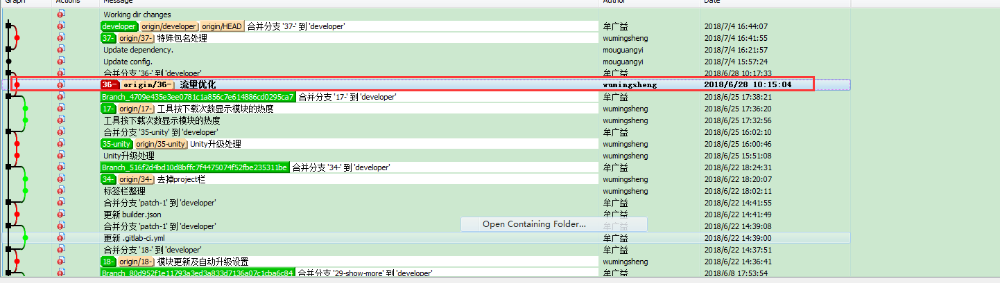 Graph Actions Message Author Date
Working dir changes
developer origin/developer origin/HEAD 合并分支 '37-' 到 'developer' 牟广益 2018/7/4 16:44:07
37- origin/37- 特殊包名处理 wumingsheng 2018/7/4 16:41:55
Update dependency. mouguangyi 2018/7/4 16:21:57
Update config. mouguangyi 2018/7/4 15:57:24
合并分支 '36-' 到 'developer' 牟广益 2018/6/28 10:17:33
36- origin/36- 流量优化 wumingsheng 2018/6/28 10:15:04
Branch_4709e435e3ee0781c1a856c7e614886cd0295ca7 合并分支 '17-' 到 'developer' 牟广益 2018/6/25 17:38:21
17- origin/17- 工具按下载次数显示模块的热度 wumingsheng 2018/6/25 17:36:20
工具按下载次数显示模块的热度 wumingsheng 2018/6/25 17:32:56
合并分支 '35-unity' 到 'developer' 牟广益 2018/6/25 16:02:10
35-unity origin/35-unity Unity升级处理 wumingsheng 2018/6/25 16:00:46
Unity升级处理 wumingsheng 2018/6/25 15:51:08
Branch_516f2d4bd10d8bffc7f4475074f52fbe235311be 合并分支 '34-' 到 'developer' 牟广益 2018/6/22 18:24:31
34- origin/34- 去掉project栏 wumingsheng 2018/6/22 18:20:07
标签栏整理 wumingsheng 2018/6/22 18:02:11
合并分支 'patch-1' 到 'developer' 牟广益 2018/6/22 14:41:55
更新 builder.json 牟广益 2018/6/22 14:41:49
合并分支 'patch-1' 到 'developer' Open Containing Folder... 牟广益 2018/6/22 14:39:08
更新 .gitlab-ci.yml 牟广益 2018/6/22 14:39:00
合并分支 '18-' 到 'developer' 牟广益 2018/6/22 14:37:51
18- origin/18- 模块更新及自动升级设置 wumingsheng 2018/6/22 14:36:41
Branch_80d952f1e11793a3ed3a833d7136a07c1cba6c84 合并分支 '29-show-more' 到 'developer' 牟广益 2018/6/8 17:53:54